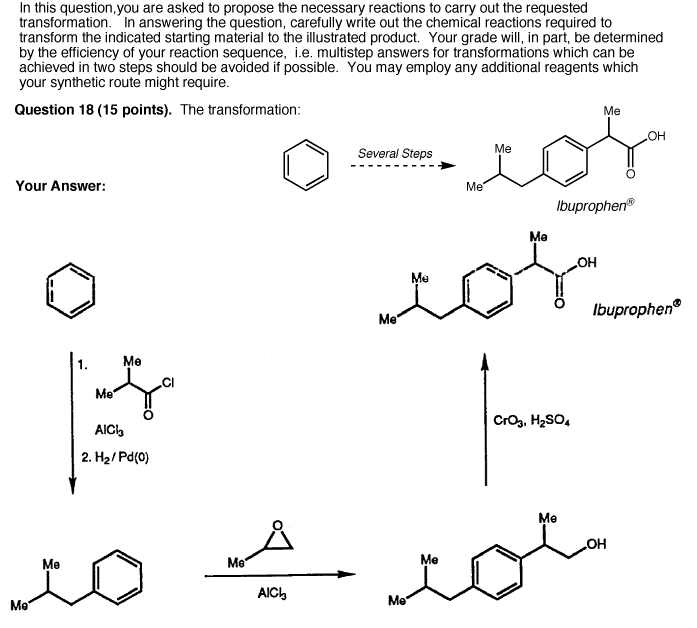 In this question,you are asked to propose the necessary reactions to carry out the requested
transformation. In answering the question, carefully write out the chemical reactions required to
transform the indicated starting material to the illustrated product. Your grade will, in part, be determined
by the efficiency of your reaction sequence, i.e. multistep answers for transformations which can be
achieved in two steps should be avoided if possible. You may employ any additional reagents which
your synthetic route might require.
Question 18 (15 points). The transformation:
Several Steps
Me
Me
Me
OH
O
Ibuprophen®
Your Answer:
Me
Me
Me
OH
O
Ibuprophen®
1.
Me
Me
Cl
O
AlCl₃
2. H₂ / Pd(0)
CrO₃, H₂SO₄
Me
Me
O
Me
AlCl₃
Me
Me
Me
OH